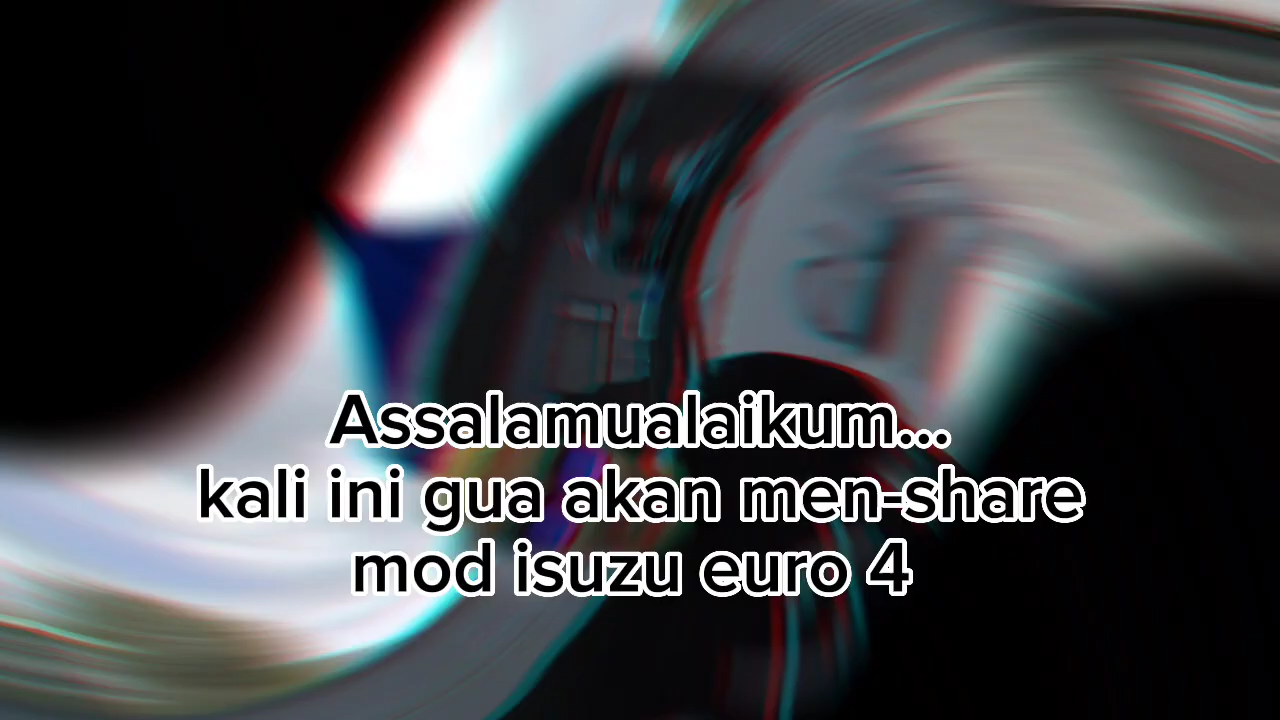 Assalamualaikum...
kali ini gua akan men-share
mod isuzu euro 4